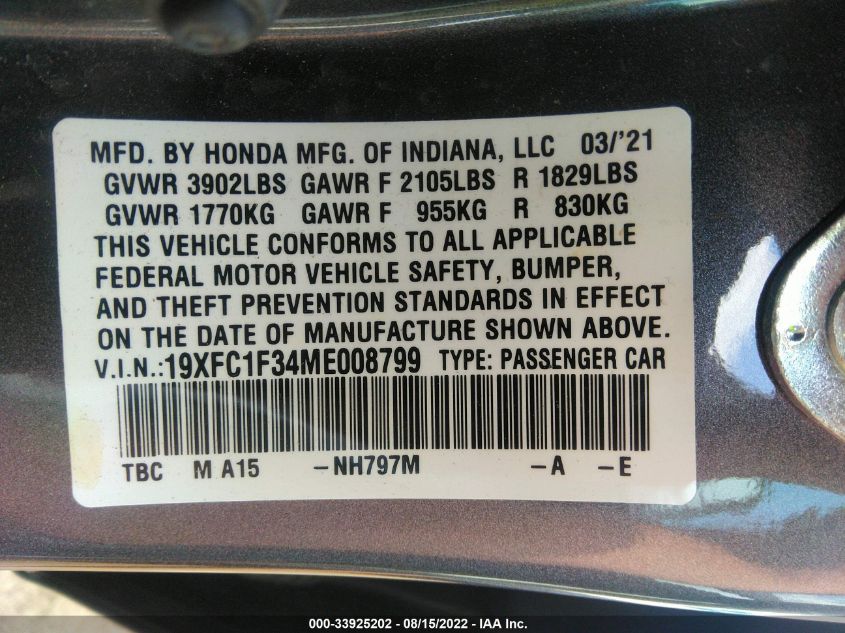 MFD. BY HONDA MFG. OF INDIANA, LLC 03/'21
GVWR 3902LBS GAWR F 2105LBS R 1829LBS
GVWR 1770KG GAWR F 955KG R 830KG
THIS VEHICLE CONFORMS TO ALL APPLICABLE
FEDERAL MOTOR VEHICLE SAFETY, BUMPER,
AND THEFT PREVENTION STANDARDS IN EFFECT
ON THE DATE OF MANUFACTURE SHOWN ABOVE.
V.I.N.:19XFC1F34ME008799 TYPE: PASSENGER CAR
TBC M A15 -NH797M -A -E
000-33925202 - 08/15/2022 - IAA Inc.